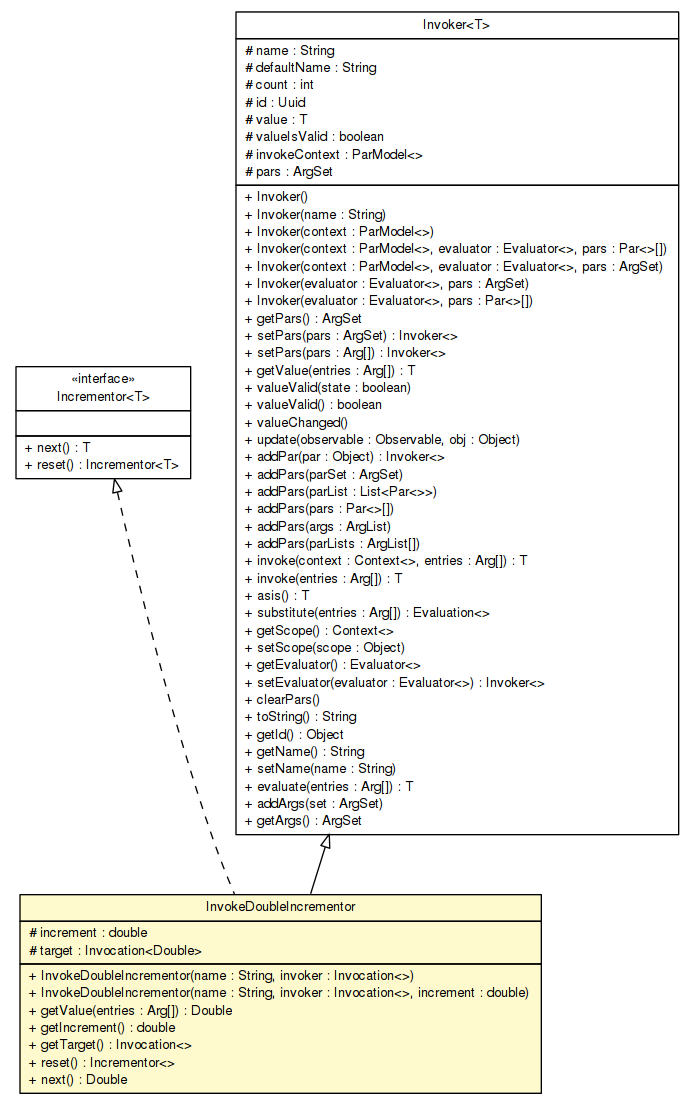 Invoker<T>
# name : String
# defaultName : String
# count : int
# id : Uuid
# value : T
# valueIsValid : boolean
# invokeContext : ParModel<>
# pars : ArgSet
+ Invoker()
+ Invoker(name : String)
+ Invoker(context : ParModel<>)
+ Invoker(context : ParModel<>, evaluator : Evaluator<>, pars : Par<>[])
+ Invoker(context : ParModel<>, evaluator : Evaluator<>, pars : ArgSet)
+ Invoker(evaluator : Evaluator<>, pars : ArgSet)
+ Invoker(evaluator : Evaluator<>, pars : Par<>[])
+ getPars() : ArgSet
+ setPars(pars : ArgSet) : Invoker<>
+ setPars(pars : Arg[]) : Invoker<>
+ getValue(entries : Arg[]) : T
+ valueValid(state : boolean)
+ valueValid() : boolean
+ valueChanged()
+ update(observable : Observable, obj : Object)
+ addPar(par : Object) : Invoker<>
+ addPars(parSet : ArgSet)
+ addPars(parList : List<Par<>>)
+ addPars(pars : Par<>[])
+ addPars(args : ArgList)
+ addPars(parLists : ArgList[])
+ invoke(context : Context<>, entries : Arg[]) : T
+ invoke(entries : Arg[]) : T
+ asis() : T
+ substitute(entries : Arg[]) : Evaluation<>
+ getScope() : Context<>
+ setScope(scope : Object)
+ getEvaluator() : Evaluator<>
+ setEvaluator(evaluator : Evaluator<>) : Invoker<>
+ clearPars()
+ toString() : String
+ getId() : Object
+ getName() : String
+ setName(name : String)
+ evaluate(entries : Arg[]) : T
+ addArgs(set : ArgSet)
+ getArgs() : ArgSet
«interface»
Incrementor<T>
+ next() : T
+ reset() : Incrementor<T>
InvokeDoubleIncrementor
# increment : double
# target : Invocation<Double>
+ InvokeDoubleIncrementor(name : String, invoker : Invocation<>)
+ InvokeDoubleIncrementor(name : String, invoker : Invocation<>, increment : double)
+ getValue(entries : Arg[]) : Double
+ getIncrement() : double
+ getTarget() : Invocation<>
+ reset() : Incrementor<>
+ next() : Double